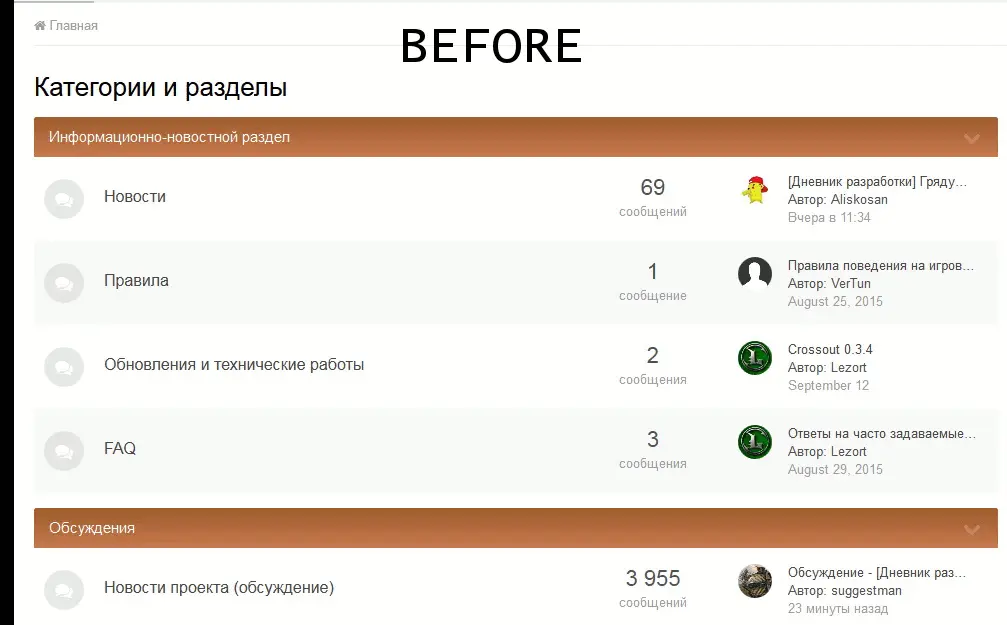 Главная
BEFORE
Категории и разделы
Информационно-новостной раздел
Новости
69
сообщений
[Дневник разработки] Гряду...
Автор: Aliskosan
Вчера в 11:34
Правила
1
сообщение
Правила поведения на игров...
Автор: VerTun
August 25, 2015
Обновления и технические работы
2
сообщения
Crossout 0.3.4
Автор: Lezort
September 12
FAQ
3
сообщения
Ответы на часто задаваемые...
Автор: Lezort
August 29, 2015
Обсуждения
Новости проекта (обсуждение)
3 955
сообщений
Обсуждение - [Дневник раз...
Автор: suggestman
23 минуты назад